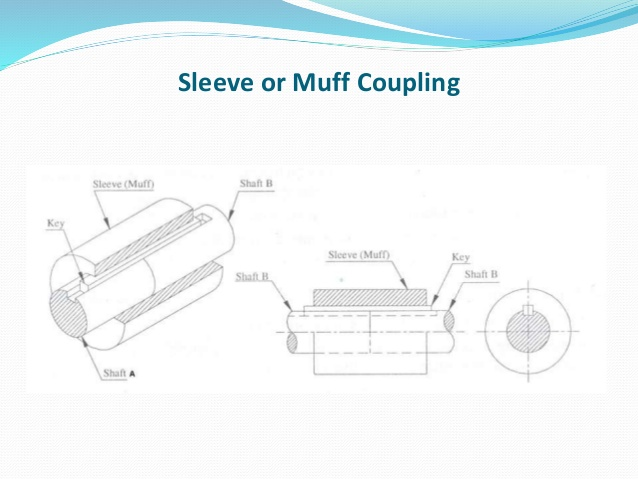 Sleeve or Muff Coupling
Sleeve (Muff)
Shaft B
Key
Shaft A
Sleeve (Muff)
Key
Shaft B
Shaft B